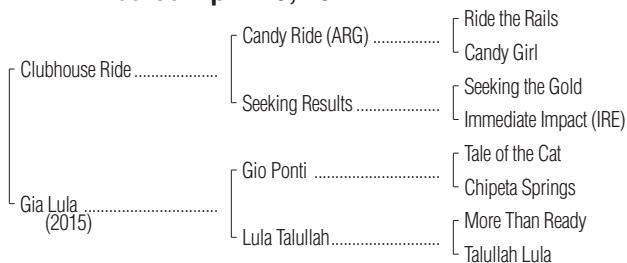 Ride the Rails
Candy Ride (ARG) ....................
Candy Girl
Clubhouse Ride .........................
Seeking the Gold
Seeking Results .........................
Immediate Impact (IRE)
Tale of the Cat
Gio Ponti ..................................
Chipeta Springs
Gia Lula ........................................
(2015)
More Than Ready
Lula Talullah................................
Talullah Lula